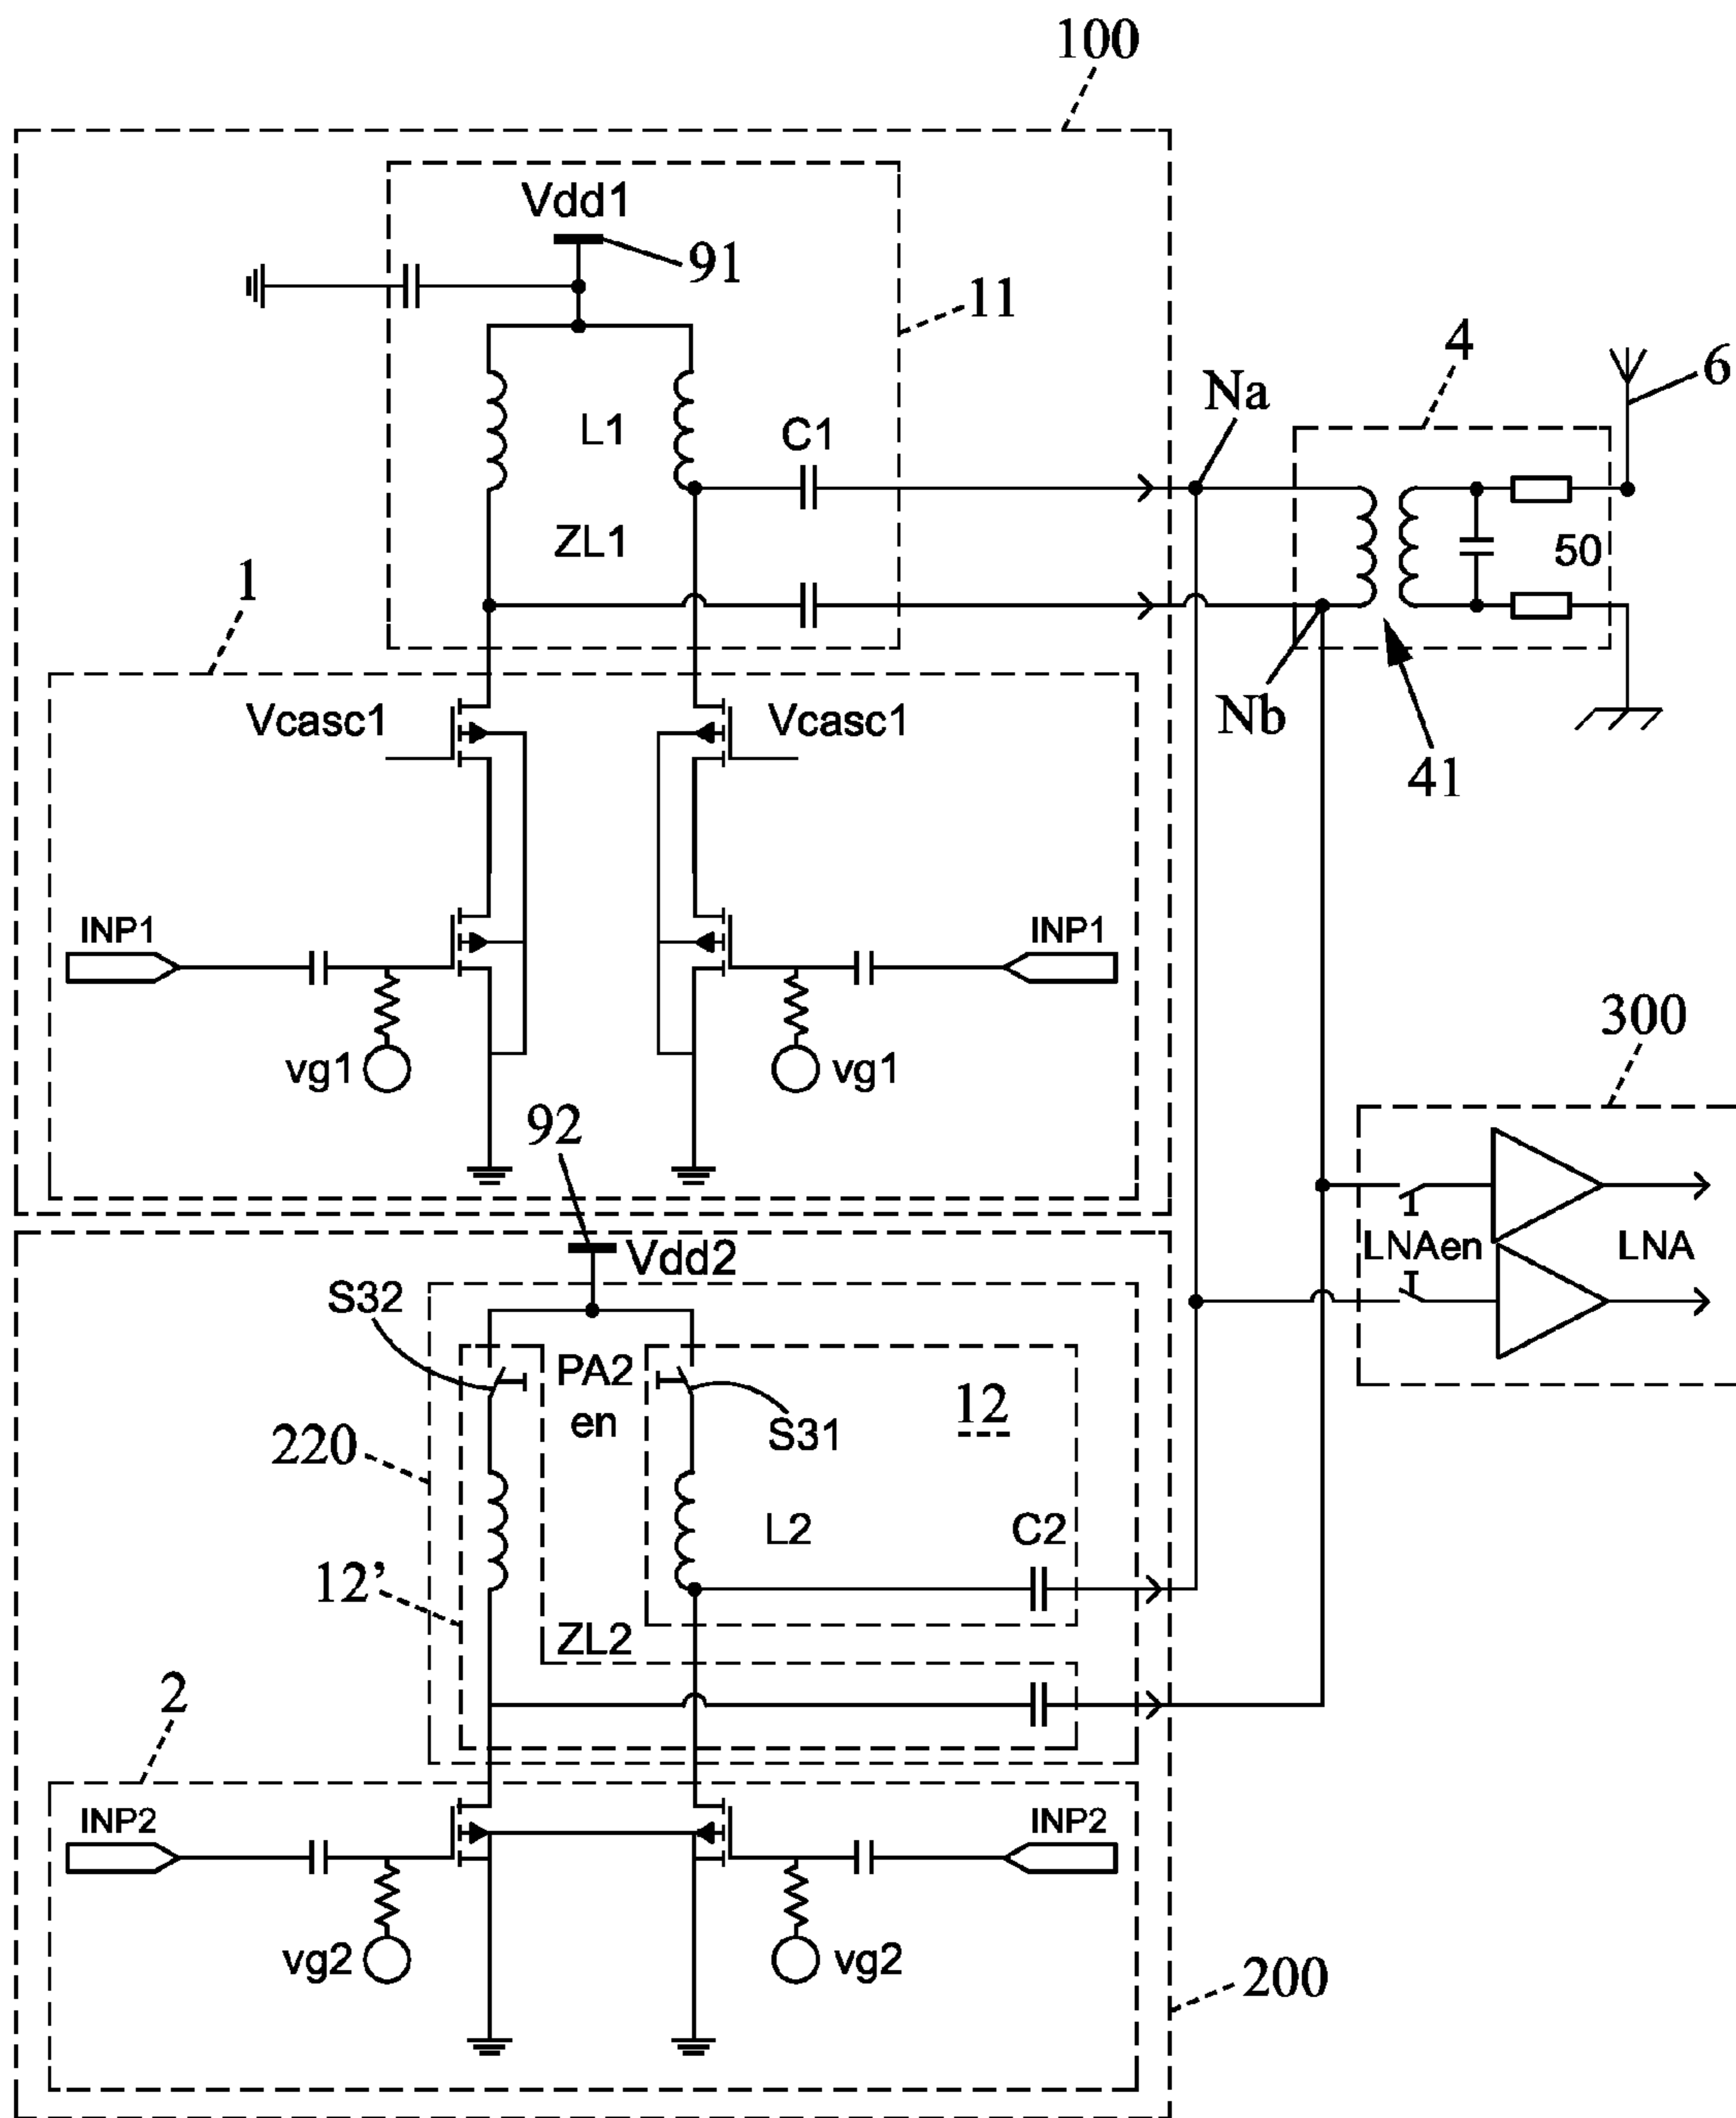 100
Vdd1
91
11
4
6
Na
L1
C1
ZL1
50
1
Vcasc1
Vcasc1
Nb
41
INP1
INP1
300
vg1
vg1
92
Vdd2
LNAen
LNA
S32
PA2
en
12
S31
220
L2
C2
12’
ZL2
2
INP2
INP2
vg2
vg2
200